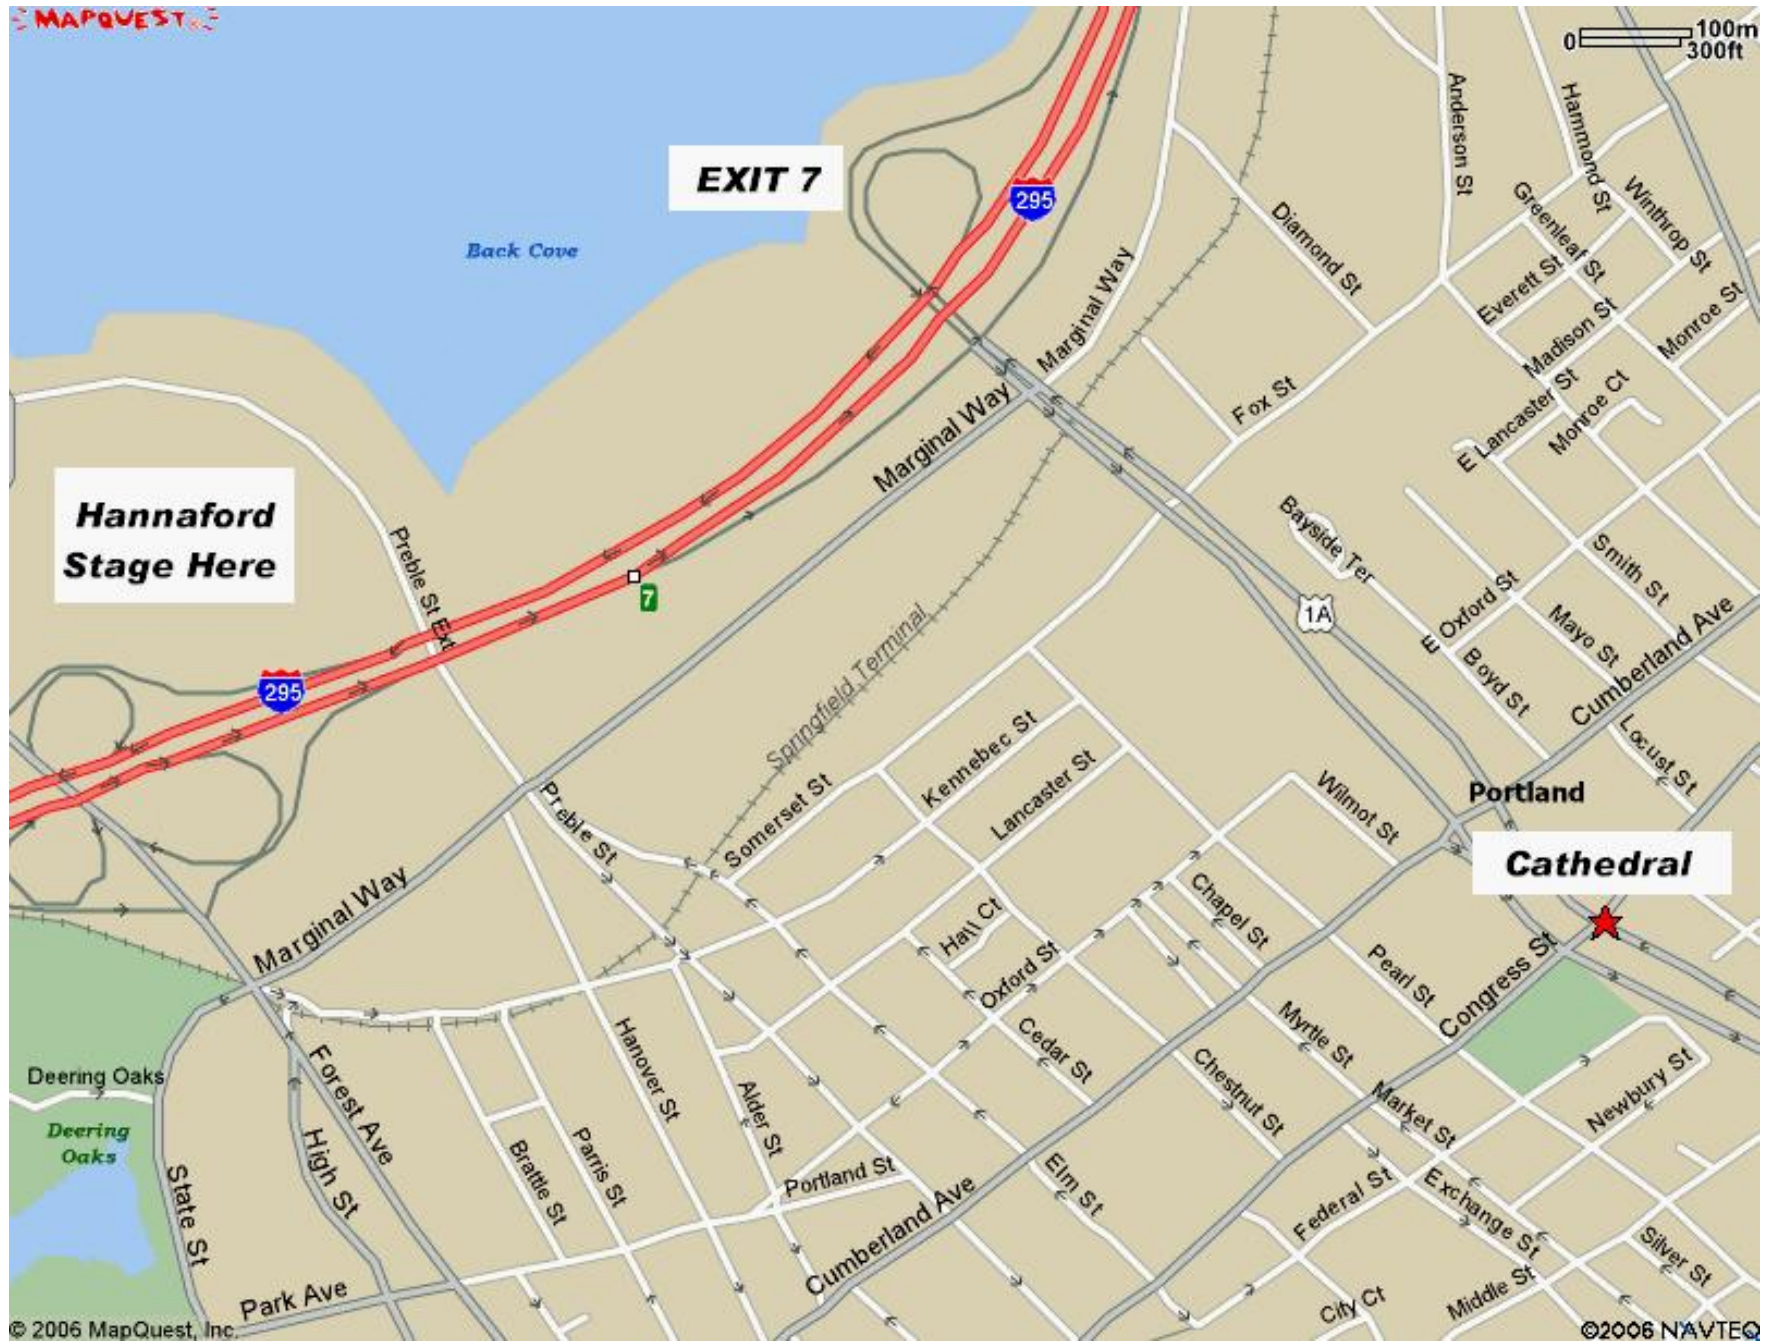 MAPQUEST
0 100m
300ft
EXIT 7
295
Back Cove
Anderson St
Hammond St
Winthrop St
Greenleaf St
Diamond St
Everett St
Madison St
Monroe St
Marginal Way
Fox St
Marginal Way
E Lancaster St
Monroe Ct
Hannaford
Stage Here
Preble St Ext
7
Bayside Ter
Smith St
E Oxford St
Mayo St
1A
Cumberland Ave
Boyd St
Springfield Terminal
295
Kennebec St
Locust St
Lancaster St
Somerset St
Preble St
Wilmot St
Portland
Cathedral
Marginal Way
Chapel St
Hall Ct
Oxford St
Pearl St
Congress St
Myrtle St
Cedar St
Hanover St
Chestnut St
Newbury St
Deering Oaks
Forest Ave
Alder St
Market St
Deering
Oaks
High St
Brattle St
Parris St
Portland St
Elm St
Federal St
Exchange St
State St
Cumberland Ave
Silver St
Park Ave
Middle St
City Ct
© 2006 MapQuest, Inc.
©2006 NAVTEQ